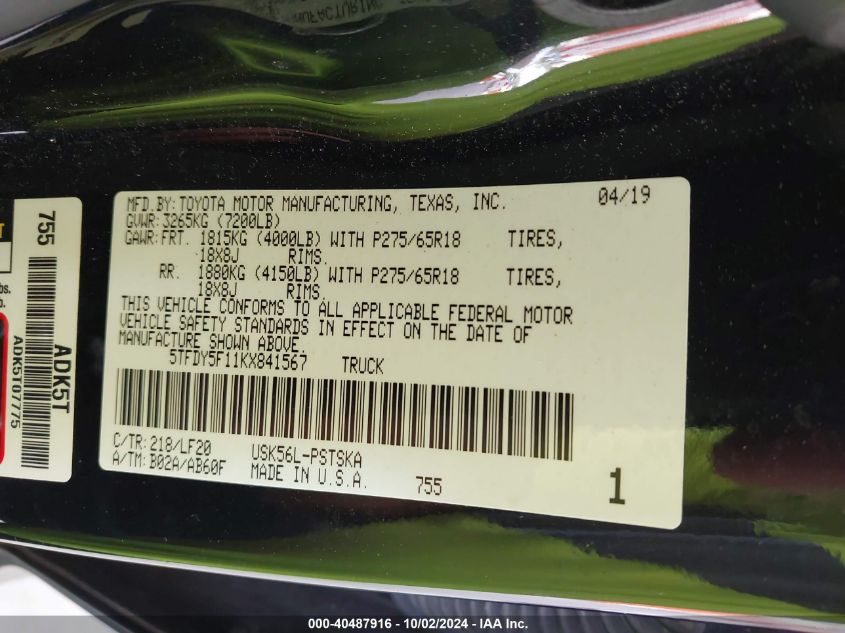 MFD.BY: TOYOTA MOTOR MANUFACTURING, TEXAS, INC. 04/19
GVWR: 3265KG (7200LB)
GAWR: FRT. 1815KG (4000LB) WITH P275/65R18 TIRES,
18X8J RIMS.
RR. 1880KG (4150LB) WITH P275/65R18 TIRES,
18X8J RIMS.
THIS VEHICLE CONFORMS TO ALL APPLICABLE FEDERAL MOTOR
VEHICLE SAFETY STANDARDS IN EFFECT ON THE DATE OF
MANUFACTURE SHOWN ABOVE.
5TFDY5F11KX841567 TRUCK
C/TR: 218/LF20 USK56L-PSTSKA
A/TM: B02A/AB60F MADE IN U.S.A. 755 1
755
ADK5T
ADK5T07775
000-40487916 - 10/02/2024 - IAA Inc.